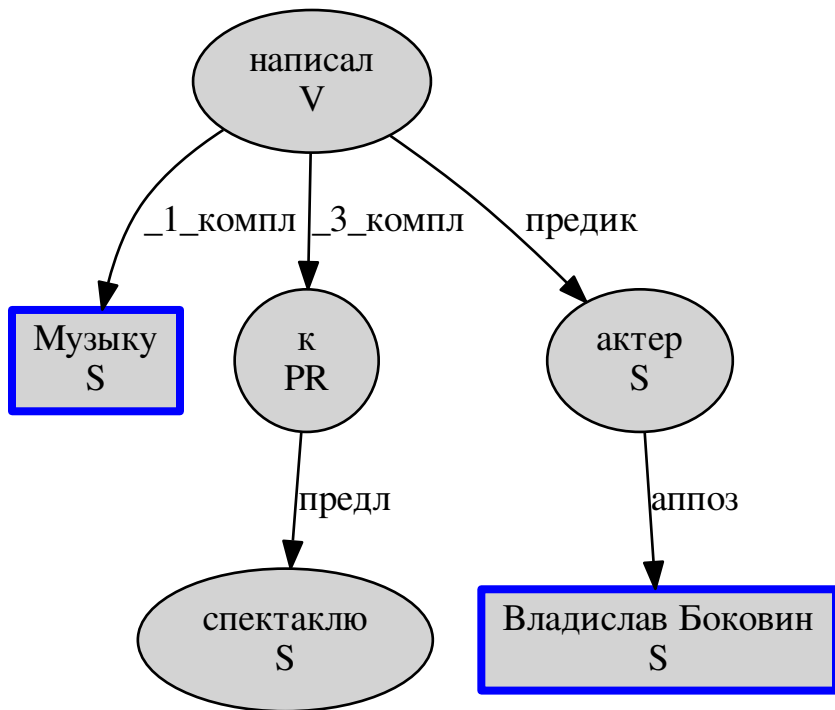 написал
V
_1_компл
_3_компл
предик
Музыку
S
к
PR
актер
S
предл
аппоз
спектаклю
S
Владислав Боковин
S